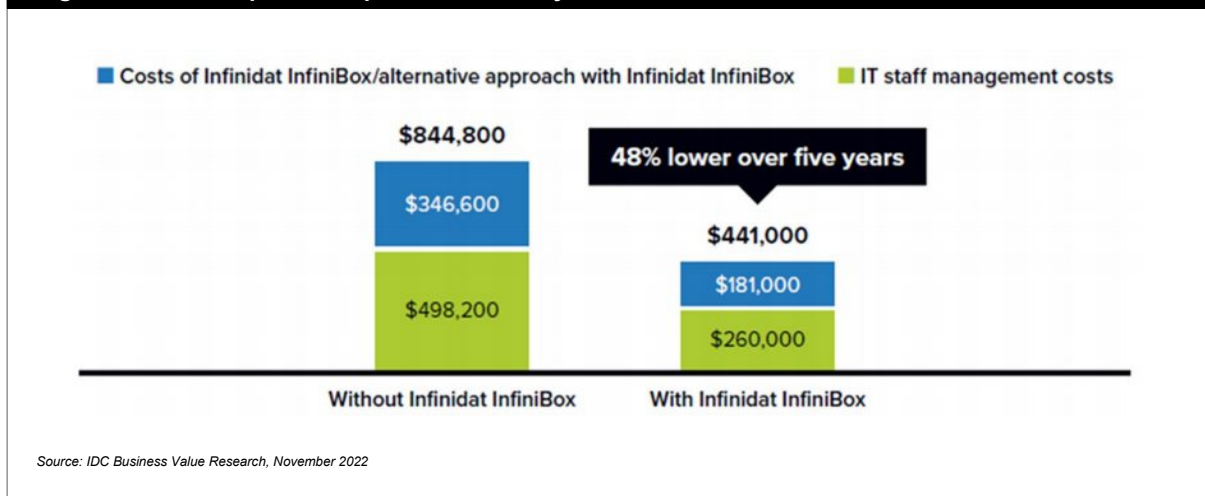 Costs of Infinidat InfiniBox/alternative approach with Infinidat InfiniBox IT staff management costs
$844,800
48% lower over five years
$346,600
$441,000
$181,000
$498,200
$260,000
Without Infinidat InfiniBox With Infinidat InfiniBox
Source: IDC Business Value Research, November 2022